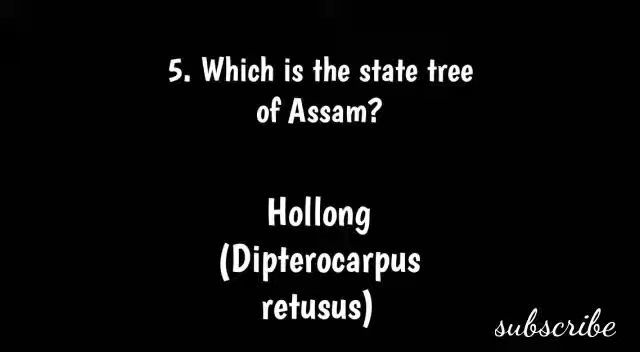 5. Which is the state tree
of Assam?
Hollong
(Dipterocarpus
retusus)
subscribe